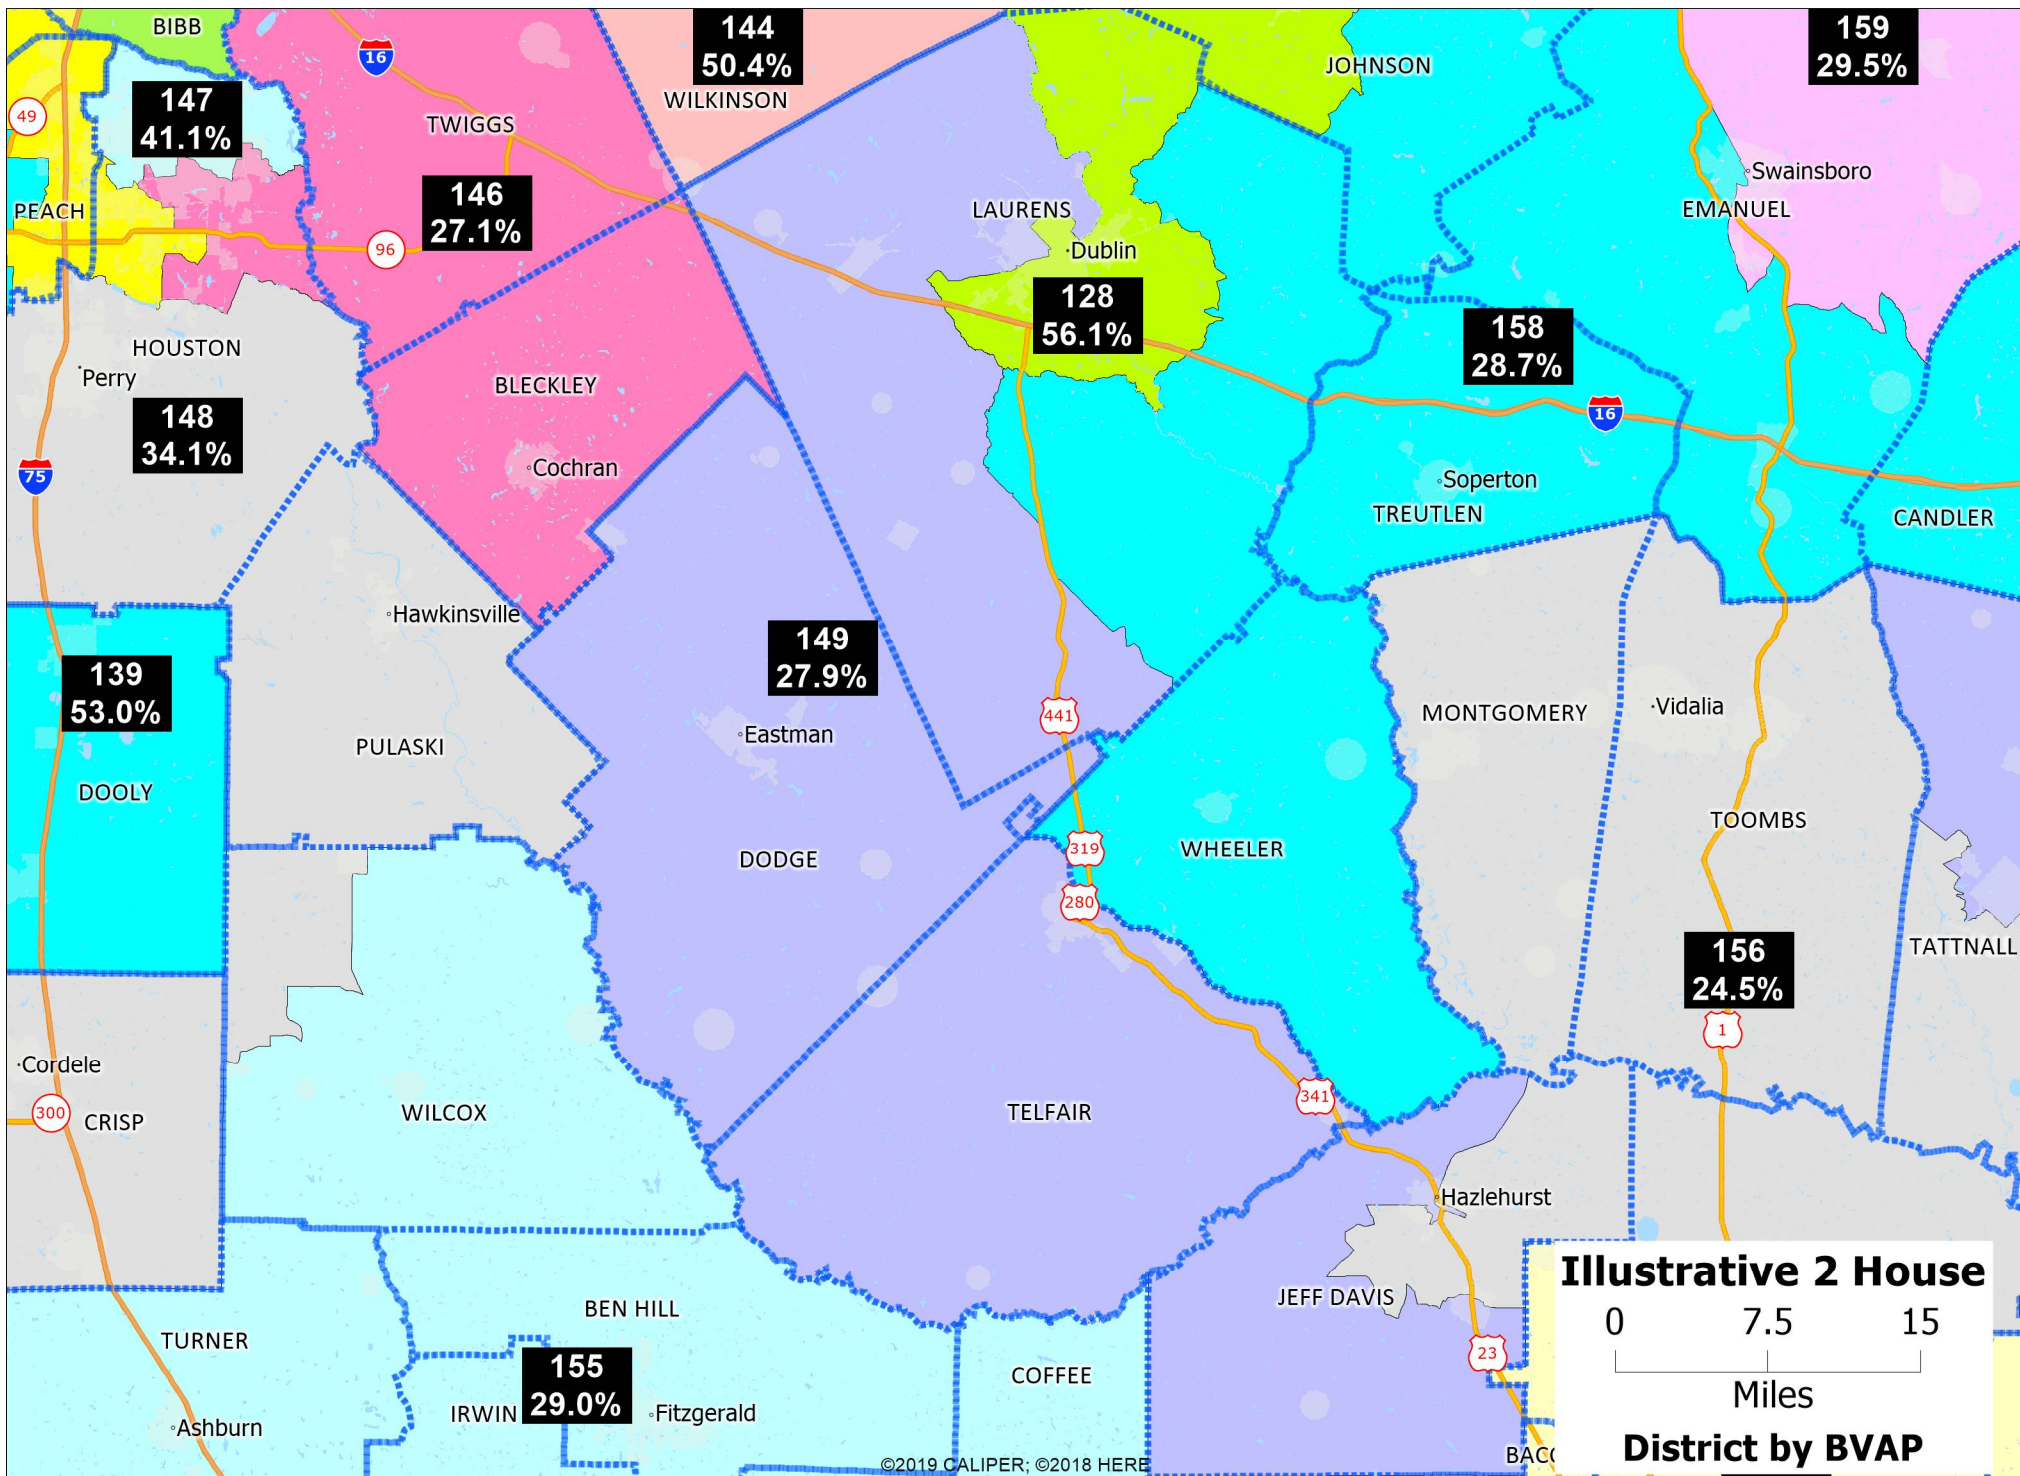 BIBB
16
144
50.4%
WILKINSON
JOHNSON
159
29.5%
49
147
41.1%
TWIGGS
Swainsboro
PEACH
146
27.1%
LAURENS
EMANUEL
96
Dublin
128
56.1%
HOUSTON
158
28.7%
Perry
BLECKLEY
148
34.1%
16
75
Cochran
Soperton
TREUTLEN
CANDLER
Hawkinsville
149
27.9%
139
53.0%
441
MONTGOMERY
Vidalia
PULASKI
Eastman
DOOLY
TOOMBS
DODGE
319
WHEELER
280
156
24.5%
TATTNALL
1
Cordele
300
CRISP
WILCOX
TELFAIR
341
Hazlehurst
Illustrative 2 House
BEN HILL
JEFF DAVIS
0 7.5 15
TURNER
23
155
29.0%
COFFEE
Miles
IRWIN
Fitzgerald
Ashburn
District by BVAP
BACO
©2019 CALIPER; ©2018 HERE